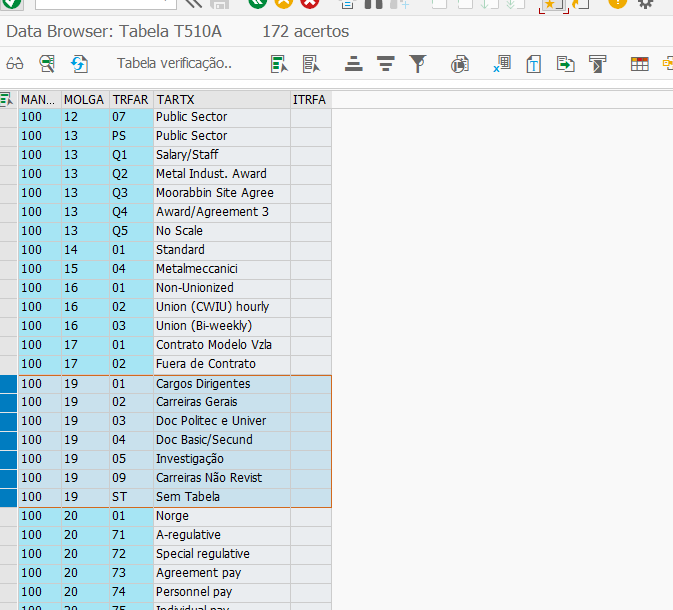 Data Browser: Tabela T510A 172 acertos
Tabela verificação..
MAN... MOLGA TRFAR TARTX ITRFA
100 12 07 Public Sector
100 13 PS Public Sector
100 13 Q1 Salary/Staff
100 13 Q2 Metal Indust. Award
100 13 Q3 Moorabbin Site Agree
100 13 Q4 Award/Agreement 3
100 13 Q5 No Scale
100 14 01 Standard
100 15 04 Metalmeccanici
100 16 01 Non-Unionized
100 16 02 Union (CWIU) hourly
100 16 03 Union (Bi-weekly)
100 17 01 Contrato Modelo Vzla
100 17 02 Fuera de Contrato
100 19 01 Cargos Dirigentes
100 19 02 Carreiras Gerais
100 19 03 Doc Politec e Univer
100 19 04 Doc Basic/Secund
100 19 05 Investigação
100 19 09 Carreiras Não Revist
100 19 ST Sem Tabela
100 20 01 Norge
100 20 71 A-regulative
100 20 72 Special regulative
100 20 73 Agreement pay
100 20 74 Personnel pay
100 20 75 Individual pay